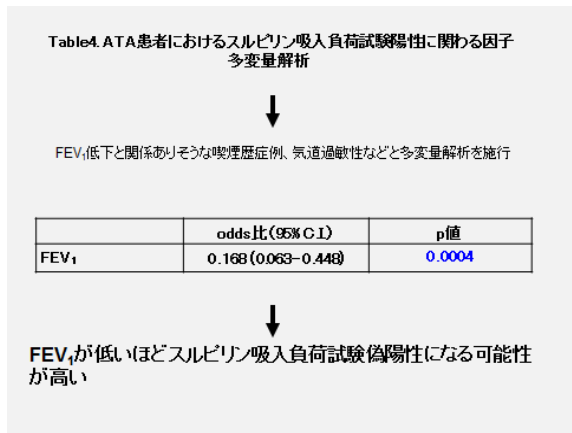 Table4. ATA患者におけるスルピリン吸入負荷試験陽性に関わる因子
多変量解析
FEV₁低下と関係ありそうな喫煙歴症例、気道過敏性などと多変量解析を施行
odds比(95% C.I.) p値
FEV₁ 0.168(0.063-0.448) 0.0004
FEV₁が低いほどスルピリン吸入負荷試験偽陽性になる可能性
が高い